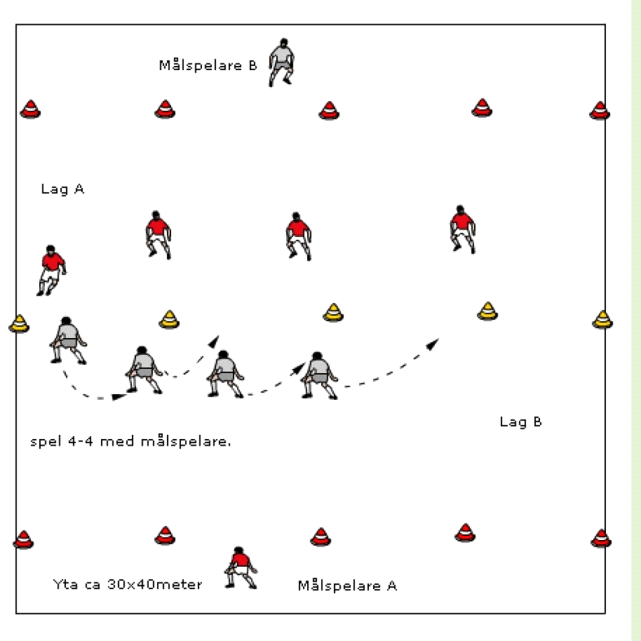 Målspelare B
Lag A
Lag B
spel 4-4 med målspelare.
Yta ca 30x40meter
Målspelare A